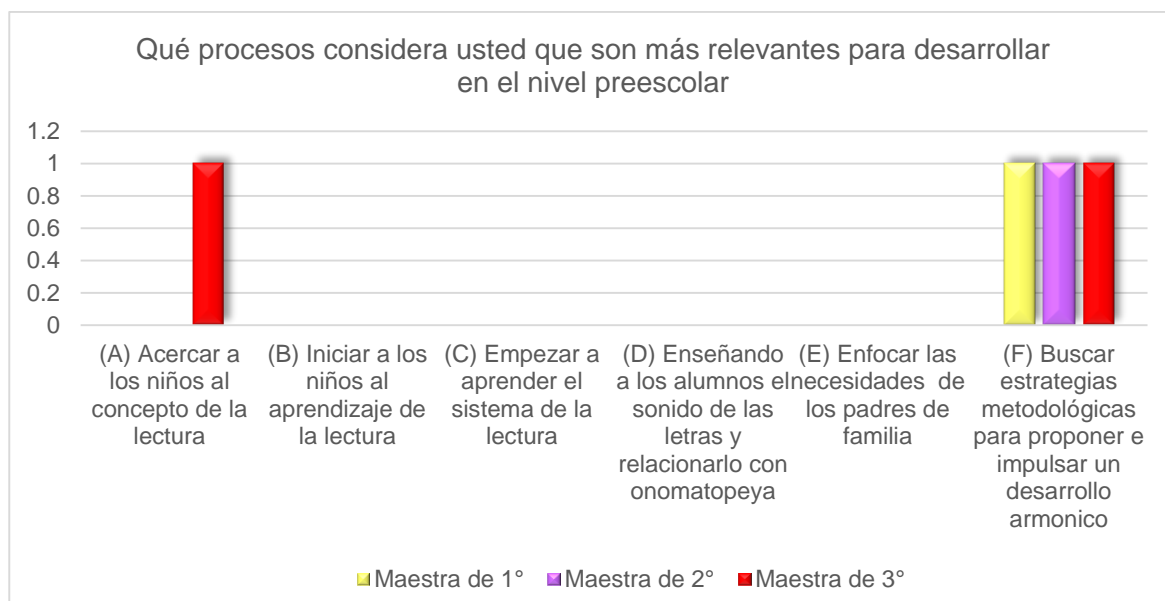 Qué procesos considera usted que son más relevantes para desarrollar
en el nivel preescolar
1.2
1
0.8
0.6
0.4
0.2
0
(A) Acercar a
los niños al
concepto de la
lectura
(B) Iniciar a los
niños al
aprendizaje de
la lectura
(C) Empezar a
aprender el
sistema de la
lectura
(D) Enseñando
a los alumnos el
sonido de las
letras y
relacionarlo con
onomatopeya
(E) Enfocar las
necesidades de
los padres de
familia
(F) Buscar
estrategias
metodológicas
para proponer e
impulsar un
desarrollo
armonico
Maestra de 1° Maestra de 2° Maestra de 3°